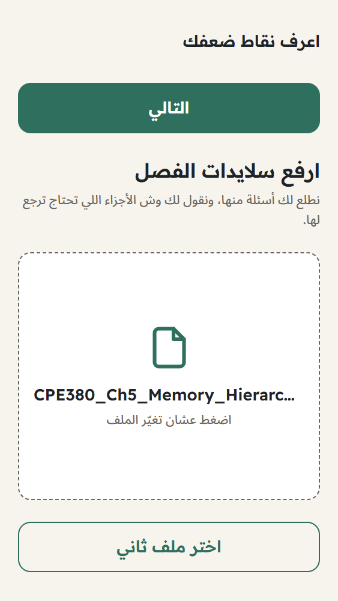 اعرف نقاط ضعفك
التالي
ارفع سلايدات الفصل
نطلع لك أسئلة منها، ونقول لك وش الأجزاء اللي تحتاج ترجع
لها.
CPE380_Ch5_Memory_Hierarc...
اضغط عشان تغيّر الملف
اختر ملف ثاني